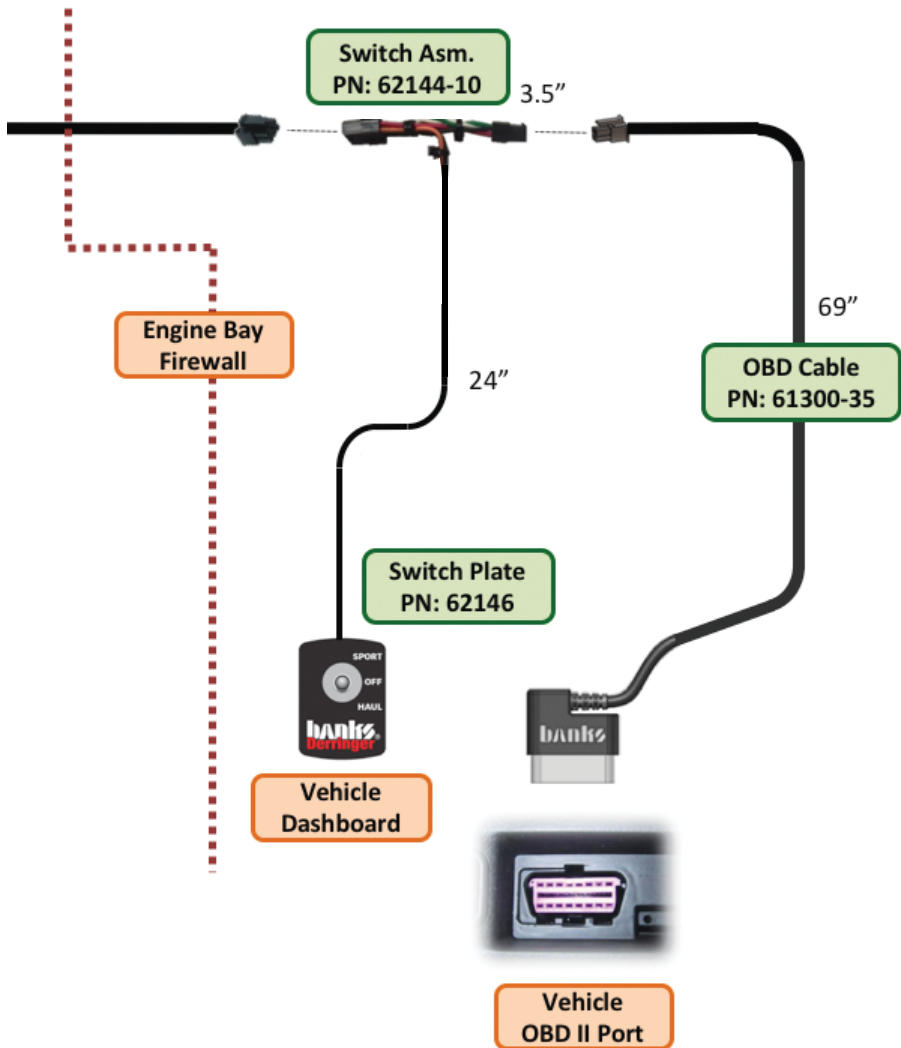 Switch Asm.
PN: 62144-10
3.5”
Engine Bay
Firewall
69”
OBD Cable
PN: 61300-35
24”
Switch Plate
PN: 62146
SPORT
OFF
HAUL
banks®
Derringer
banks
Vehicle
Dashboard
Vehicle
OBD II Port